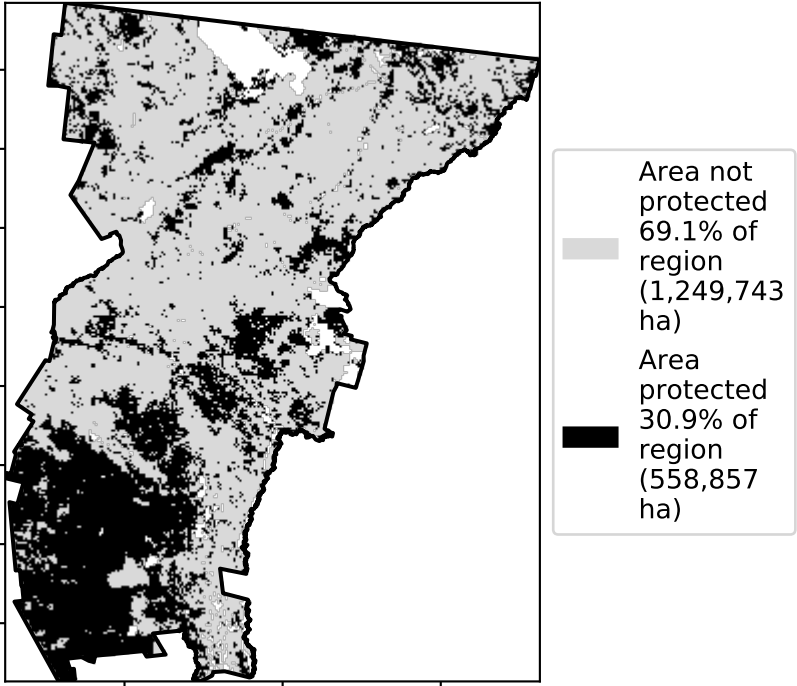 Area not
protected
69.1% of
region
(1,249,743
ha)
Area
protected
30.9% of
region
(558,857
ha)